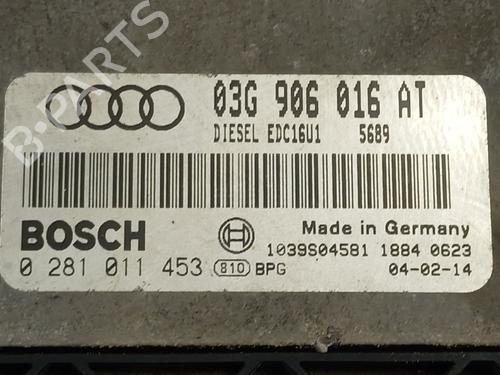 B-PARTS
03G 906 016 AT
DIESEL EDC16U1 5689
BOSCH
Made in Germany
1039S04581 1884 0623
0 281 011 453 810 BPG
04-02-14